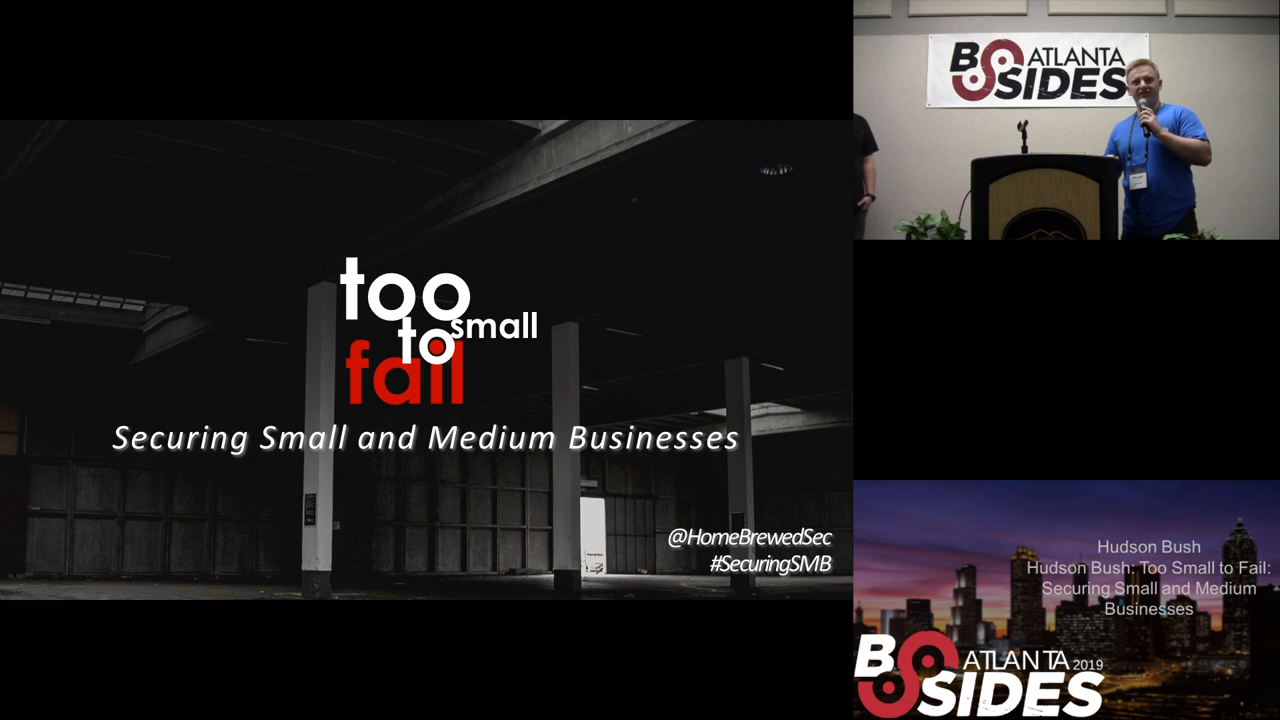 too
small
to
fail
Securing Small and Medium Businesses
@HomeBrewedSec
#SecuringSMB
BSIDES ATLANTA
Hudson Bush
Hudson Bush: Too Small to Fail:
Securing Small and Medium
Businesses
BSIDES ATLANTA 2019